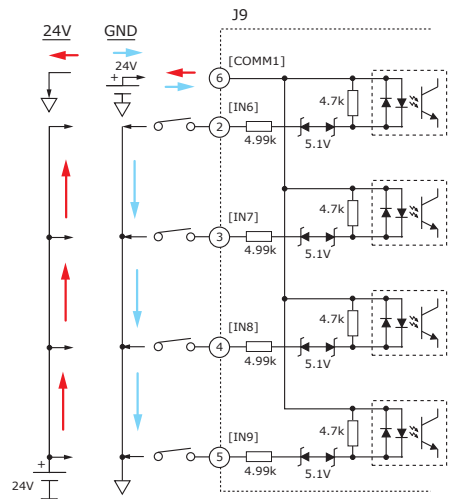 J9
24V GND
24V
[COMM1]
6
[IN6]
4.7k
2
4.99k
5.1V
[IN7]
4.7k
3
4.99k
5.1V
[IN8]
4.7k
4
4.99k
5.1V
[IN9]
4.7k
+
24V
5
4.99k
5.1V
+